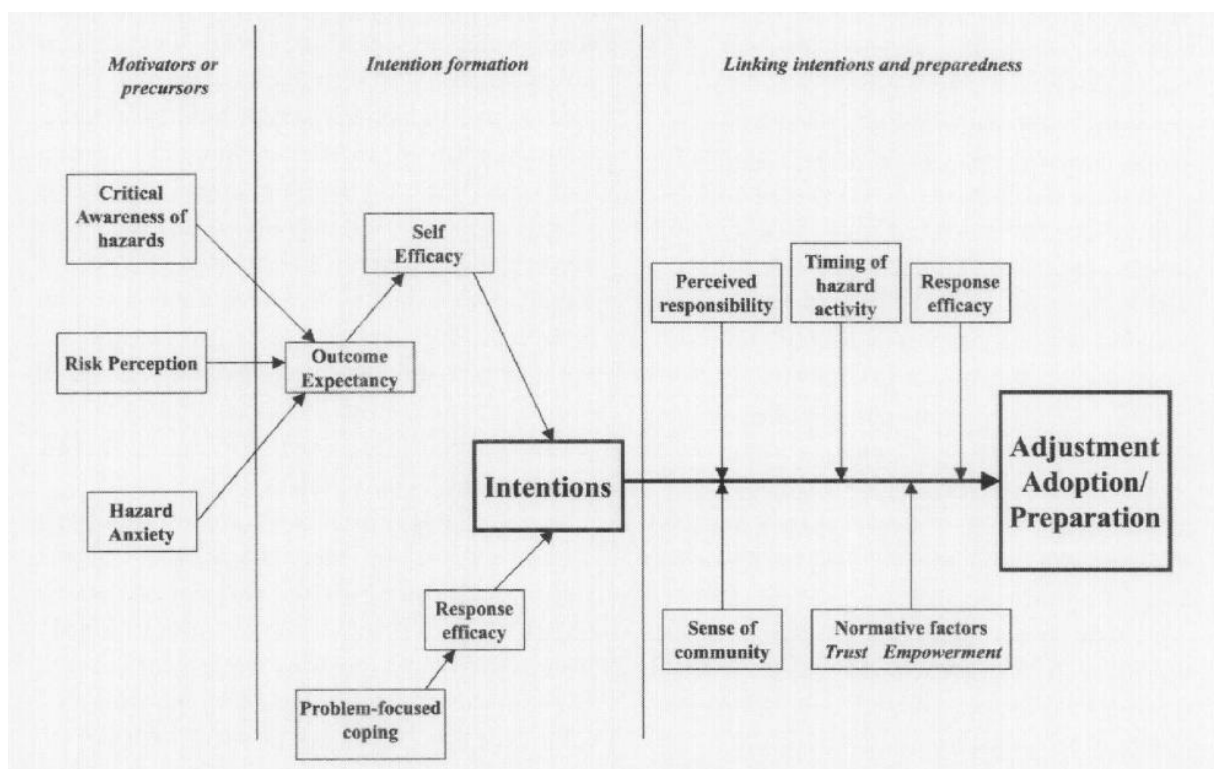 Motivators or
precursors
Intention formation
Linking intentions and preparedness
Critical
Awareness of
hazards
Self
Efficacy
Risk Perception
Outcome
Expectancy
Hazard
Anxiety
Intentions
Response
efficacy
Problem-focused
coping
Perceived
responsibility
Timing of
hazard
activity
Response
efficacy
Sense of
community
Normative factors
Trust Empowerment
Adjustment
Adoption/
Preparation